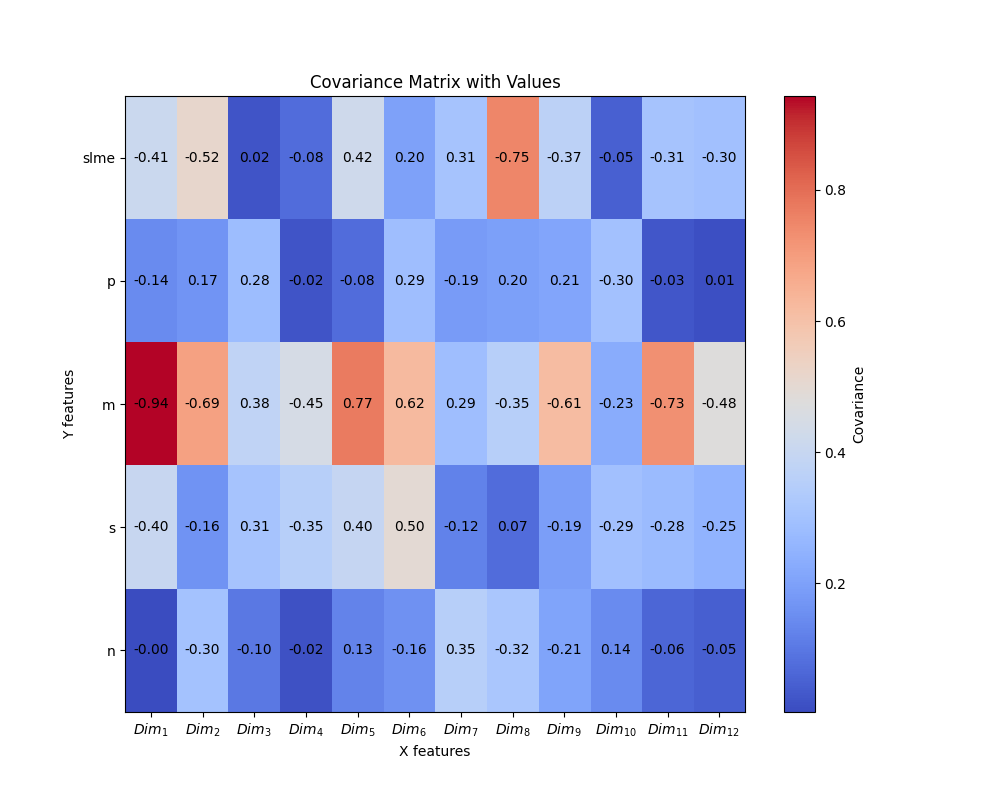 Covariance Matrix with Values
slme -0.41 -0.52 0.02 -0.08 0.42 0.20 0.31 -0.75 -0.37 -0.05 -0.31 -0.30
p -0.14 0.17 0.28 -0.02 -0.08 0.29 -0.19 0.20 0.21 -0.30 -0.03 0.01
m -0.94 -0.69 0.38 -0.45 0.77 0.62 0.29 -0.35 -0.61 -0.23 -0.73 -0.48
s -0.40 -0.16 0.31 -0.35 0.40 0.50 -0.12 0.07 -0.19 -0.29 -0.28 -0.25
n -0.00 -0.30 -0.10 -0.02 0.13 -0.16 0.35 -0.32 -0.21 0.14 -0.06 -0.05
Dim₁ Dim₂ Dim₃ Dim₄ Dim₅ Dim₆ Dim₇ Dim₈ Dim₉ Dim₁₀ Dim₁₁ Dim₁₂
X features
Y features
0.8
0.6
0.4
0.2
Covariance